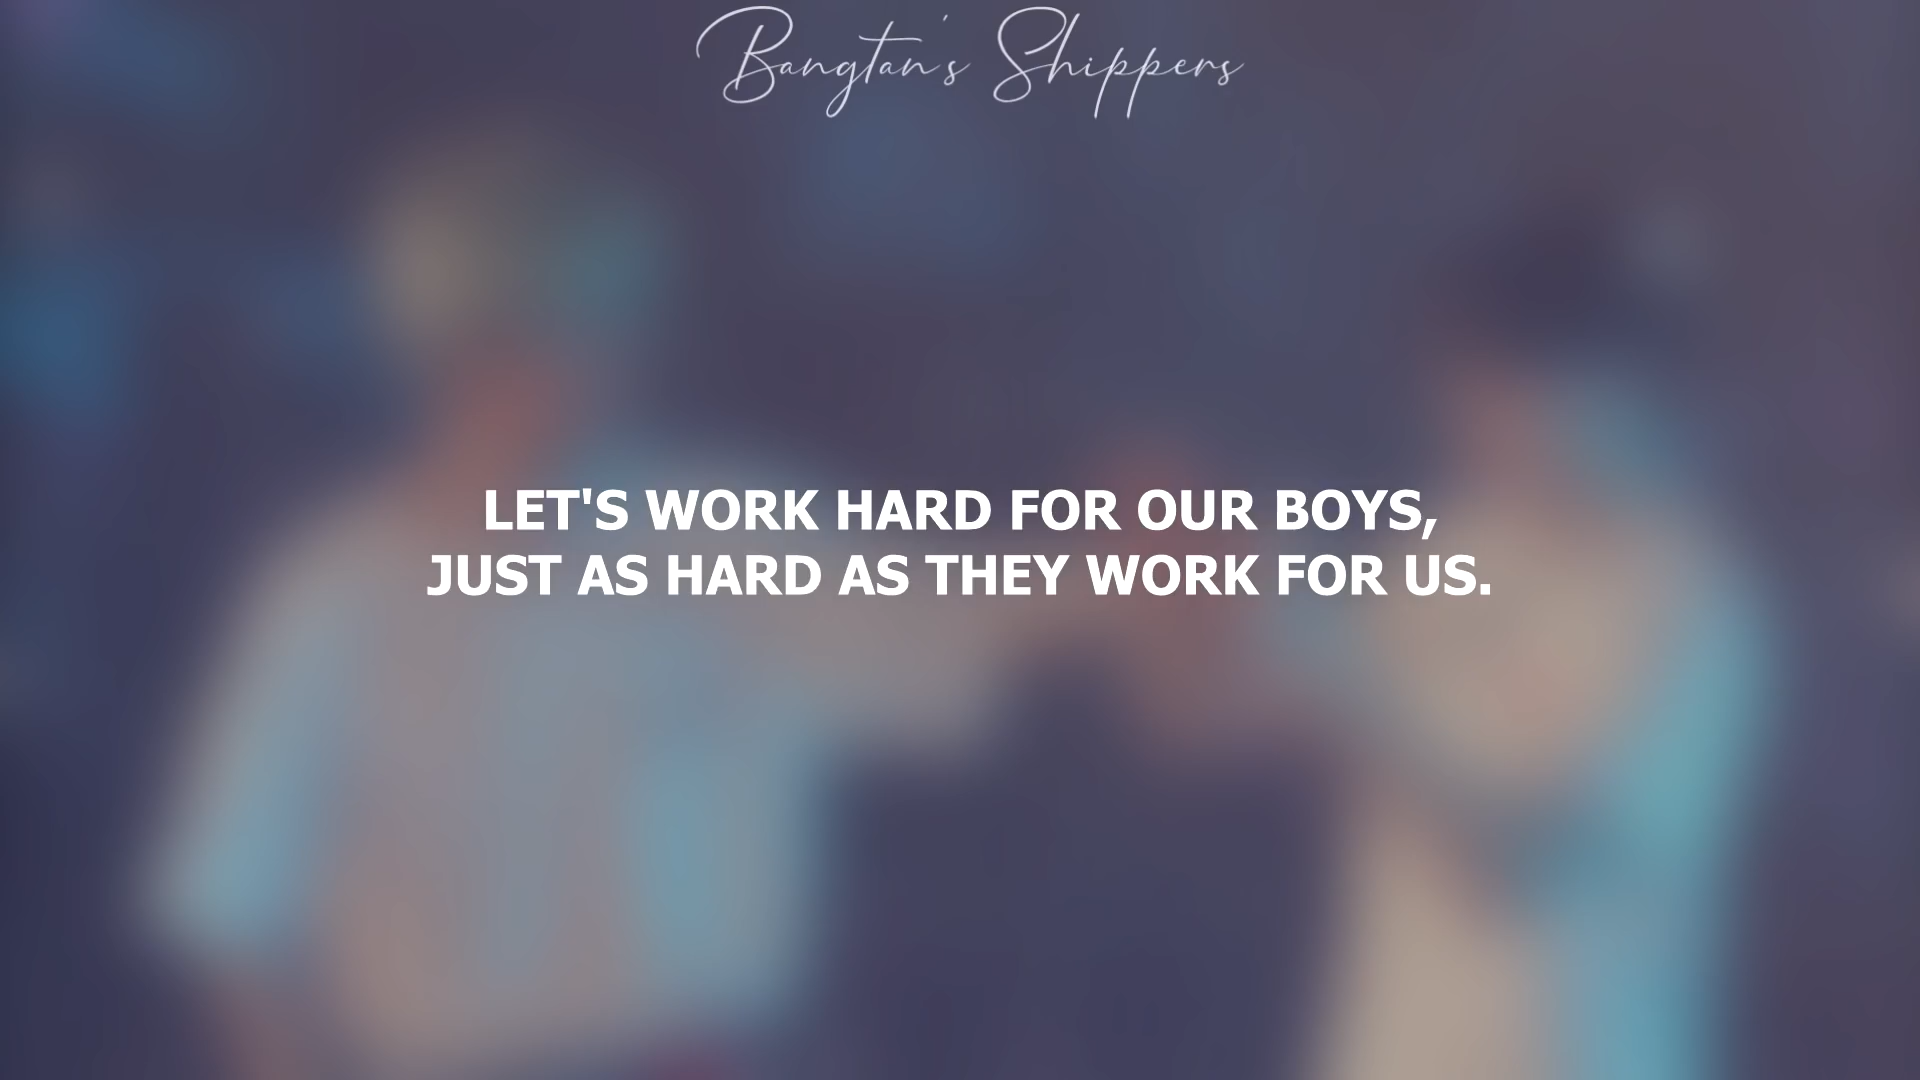 Bangtan's Shippers
LET'S WORK HARD FOR OUR BOYS,
JUST AS HARD AS THEY WORK FOR US.